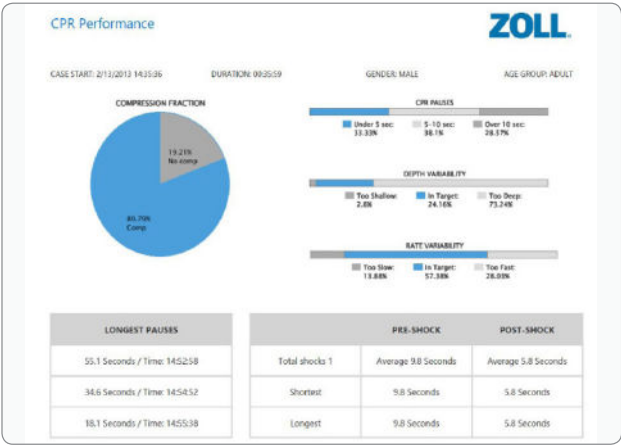 CPR Performance
ZOLL.
CASE START: 2/13/2013 14:35:36 DURATION: 00:35:59 GENDER: MALE AGE GROUP: ADULT
COMPRESSION FRACTION
19.21%
No comp
80.79%
Comp
CPR PAUSES
Under 5 sec: 5-10 sec: Over 10 sec:
33.33% 38.1% 28.57%
DEPTH VARIABILITY
Too Shallow: In Target: Too Deep:
2.6% 24.16% 73.24%
RATE VARIABILITY
Too Slow: In Target: Too Fast:
13.88% 57.38%
LONGEST PAUSES
55.1 Seconds / Time: 14:52:58
34.6 Seconds / Time: 14:54:52
18.1 Seconds / Time: 14:55:38
PRE-SHOCK POST-SHOCK
Total shocks 1 Average 9.8 Seconds Average 5.8 Seconds
Shortest 9.8 Seconds 5.8 Seconds
Longest 9.8 Seconds 5.8 Seconds